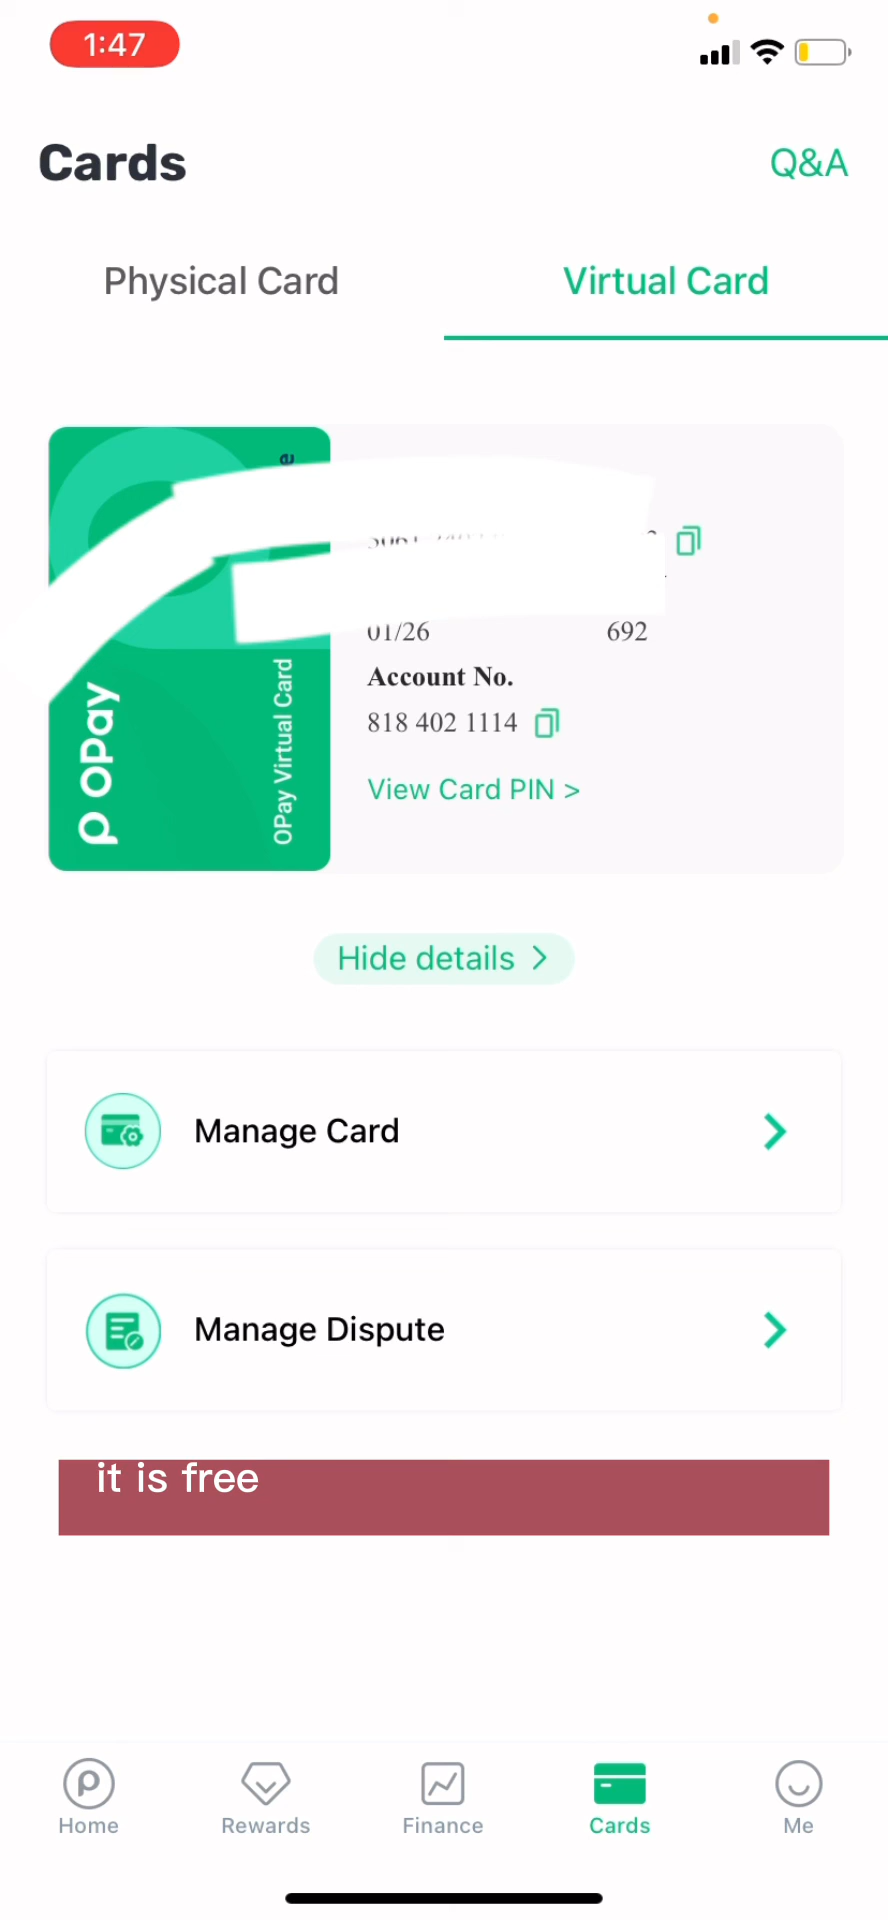 1:47
Cards
Q&A
Physical Card
Virtual Card
01/26
692
Account No.
818 402 1114
View Card PIN >
OPay
OPay Virtual Card
Hide details
Manage Card
Manage Dispute
it is free
Home
Rewards
Finance
Cards
Me